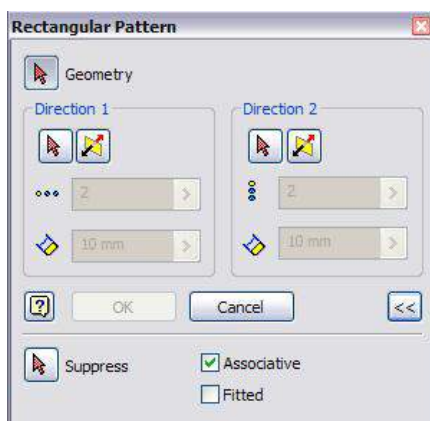 Rectangular Pattern
Geometry
Direction 1
Direction 2
2
2
10 mm
10 mm
OK
Cancel
<<
Suppress
Associative
Fitted